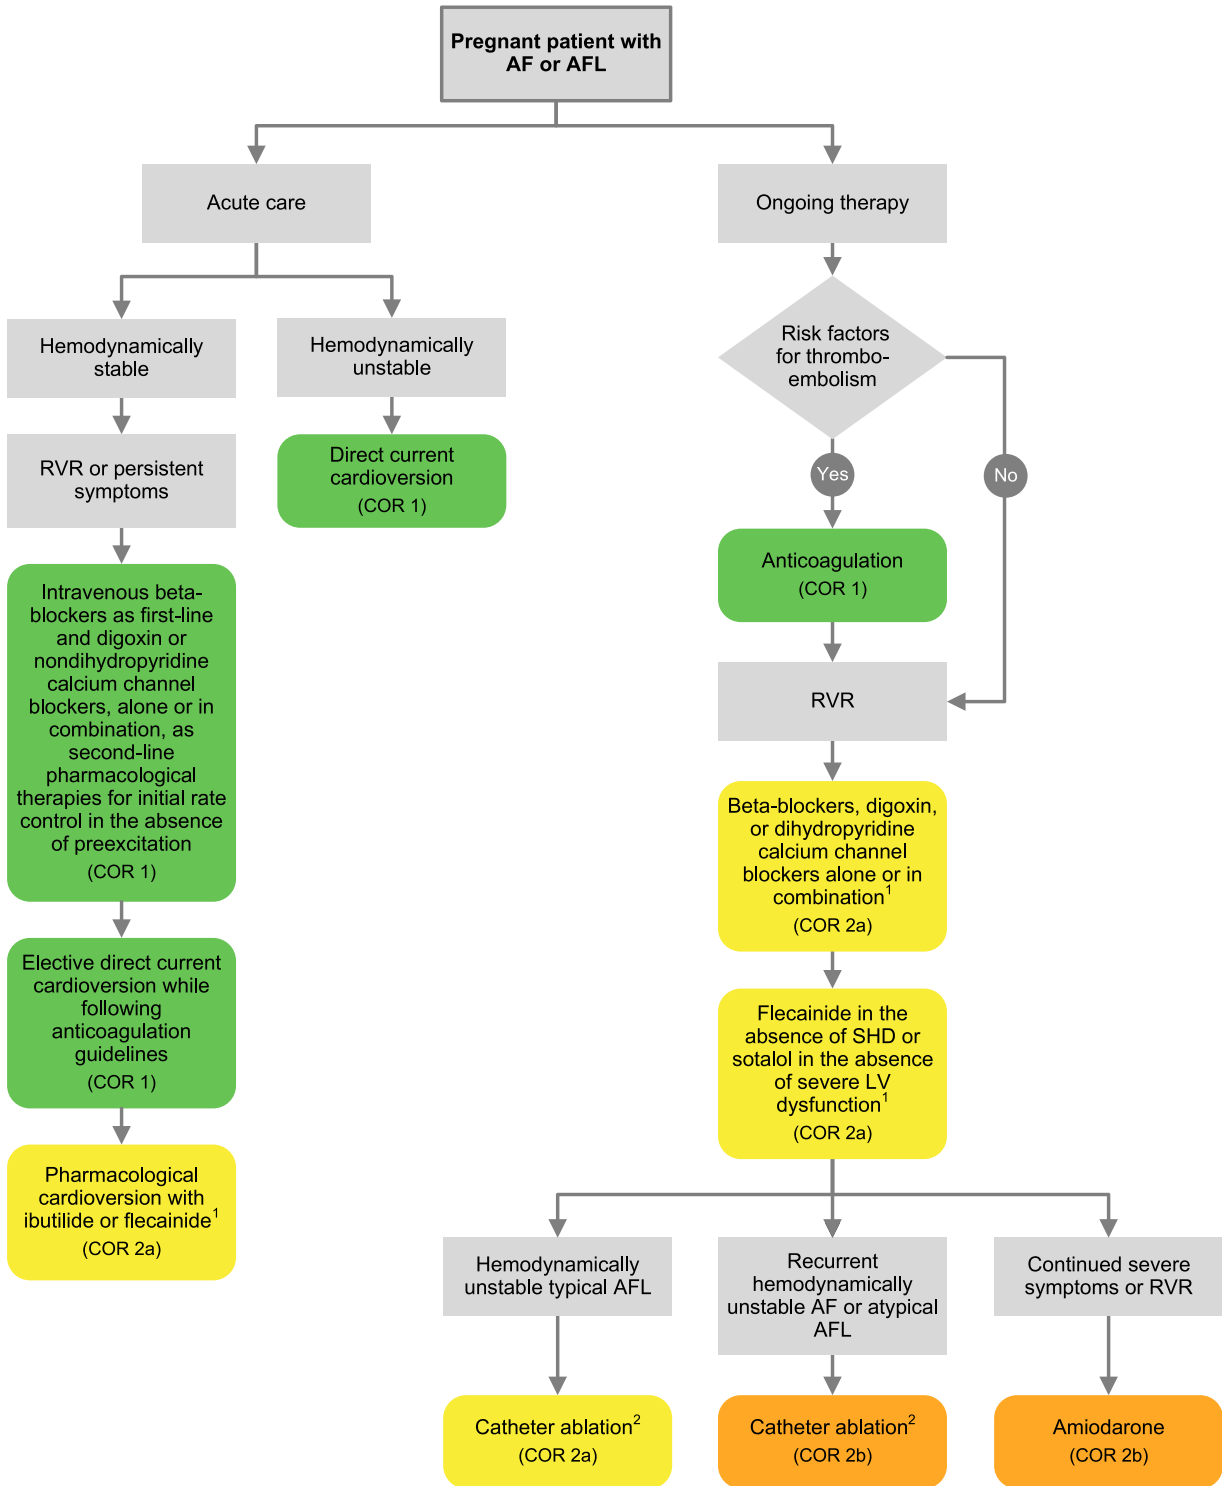 Pregnant patient with
AF or AFL
Acute care
Ongoing therapy
Hemodynamically
stable
Hemodynamically
unstable
Risk factors
for thrombo-
embolism
RVR or persistent
symptoms
Direct current
cardioversion
(COR 1)
Yes
No
Intravenous beta-
blockers as first-line
and digoxin or
nondihydropyridine
calcium channel
blockers, alone or in
combination, as
second-line
pharmacological
therapies for initial rate
control in the absence
of preexcitation
(COR 1)
Anticoagulation
(COR 1)
RVR
Beta-blockers, digoxin,
or dihydropyridine
calcium channel
blockers alone or in
combination¹
(COR 2a)
Elective direct current
cardioversion while
following
anticoagulation
guidelines
(COR 1)
Flecainide in the
absence of SHD or
sotalol in the absence
of severe LV
dysfunction¹
(COR 2a)
Pharmacological
cardioversion with
ibutilide or flecainide¹
(COR 2a)
Hemodynamically
unstable typical AFL
Recurrent
hemodynamically
unstable AF or atypical
AFL
Continued severe
symptoms or RVR
Catheter ablation²
(COR 2a)
Catheter ablation²
(COR 2b)
Amiodarone
(COR 2b)